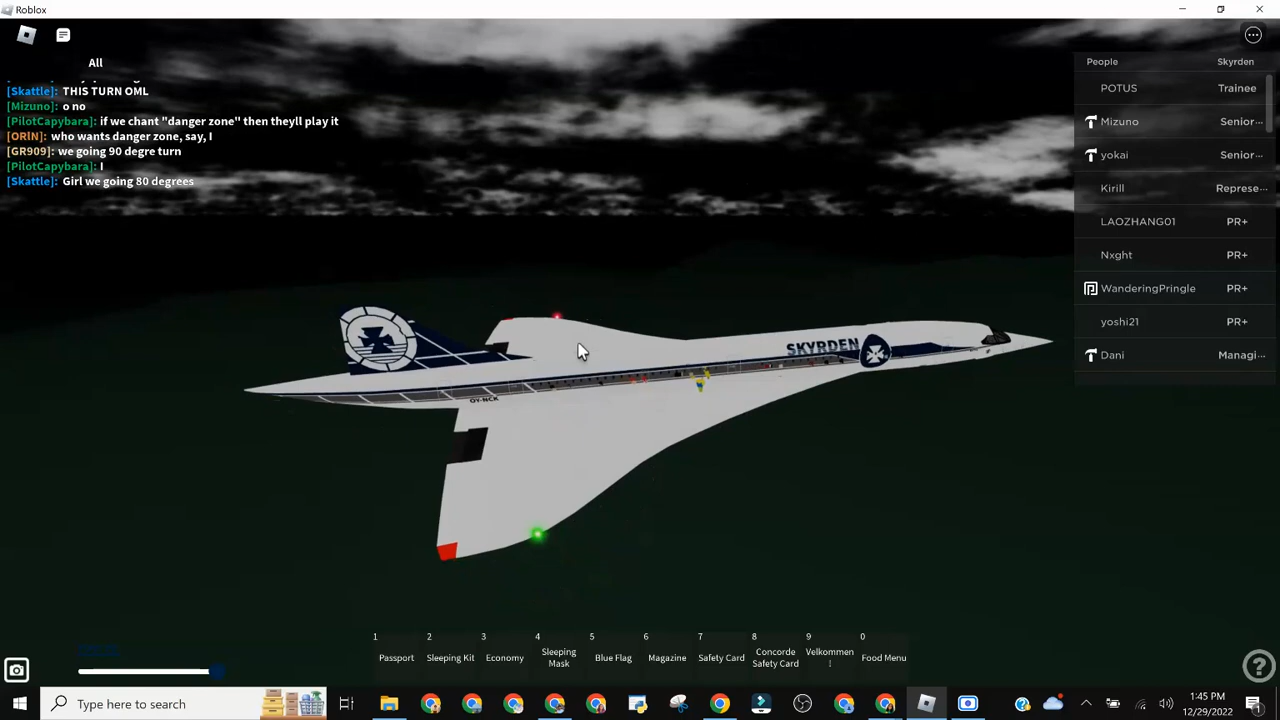 Roblox
All
[Skattle]: THIS TURN OML
[Mizuno]: o no
[PilotCapybara]: if we chant "danger zone" then theyll play it
[ORIN]: who wants danger zone, say, I
[GR909]: we going 90 degre turn
[PilotCapybara]: I
[Skattle]: Girl we going 80 degrees
People Skyrden
POTUS Trainee
Mizuno Senior...
yokai Senior...
Kirill Represe...
LAOZHANG01 PR+
Nxght PR+
WanderingPringle PR+
yoshi21 PR+
Dani Managi...
SKYRDEN
OY-NCK
1 2 3 4 5 6 7 8 9 0
Passport Sleeping Kit Economy Sleeping Mask Blue Flag Magazine Safety Card Concorde Safety Card Velkommen! Food Menu
Type here to search
1:45 PM
12/29/2022